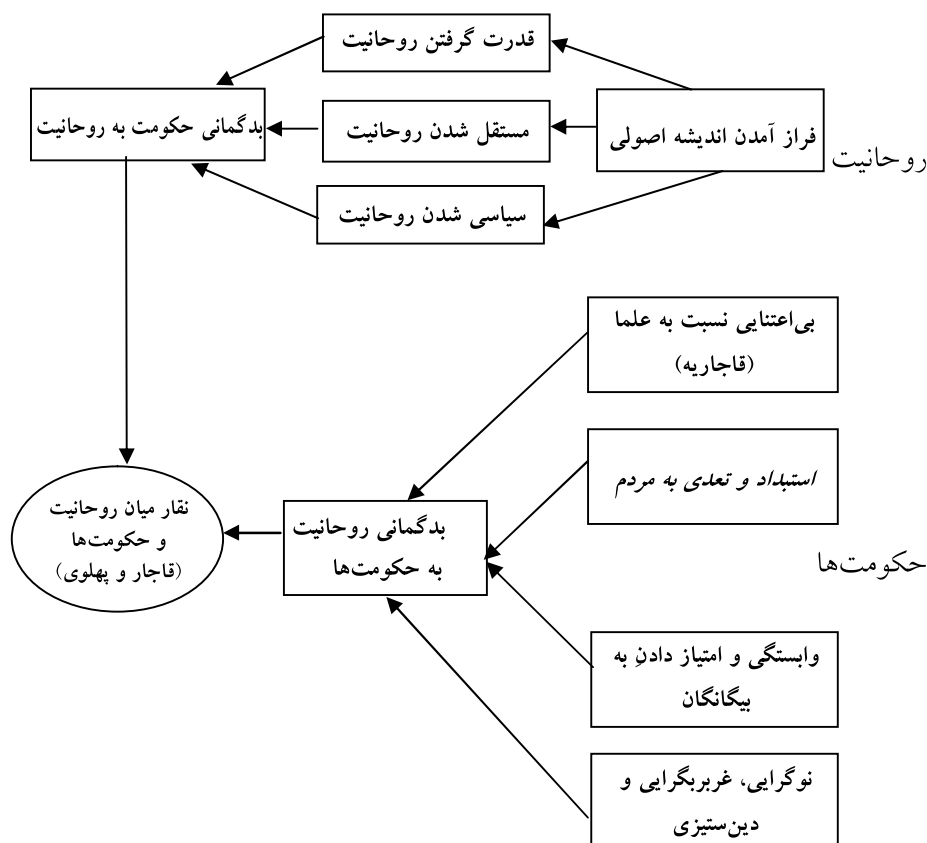 قدرت گرفتن روحانیت
فراز آمدن اندیشه اصولی
مستقل شدن روحانیت
بدگمانی حکومت به روحانیت
روحانیت
سیاسی شدن روحانیت
بی‌اعتنایی نسبت به علما
(قاجاریه)
استبداد و تعدی به مردم
بدگمانی روحانیت
به حکومت‌ها
نقار میان روحانیت
و حکومت‌ها
(قاجار و پهلوی)
حکومت‌ها
وابستگی و امتیاز دادنِ به
بیگانگان
نوگرایی، غربربگرایی و
دین‌ستیزی